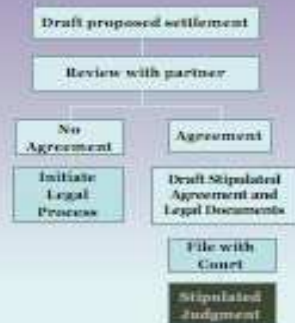 Draft proposed settlement
Review with partner
No
Agreement
Agreement
Initiate
Legal
Process
Draft Stipulated
Agreement and
Legal Documents
File with
Court
Stipulated
Judgment